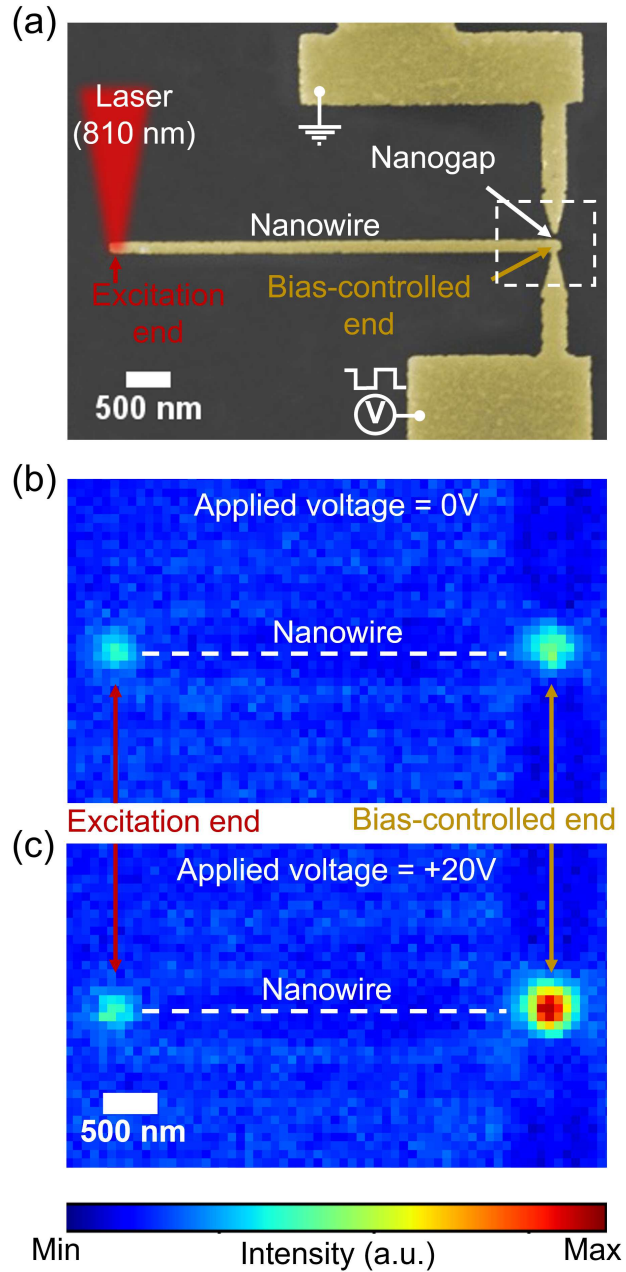 (a)
Laser
(810 nm)
Nanogap
Nanowire
Excitation
end
Bias-controlled
end
500 nm
V
(b)
Applied voltage = 0V
Nanowire
Excitation end
Bias-controlled end
(c)
Applied voltage = +20V
Nanowire
500 nm
Min
Intensity (a.u.)
Max